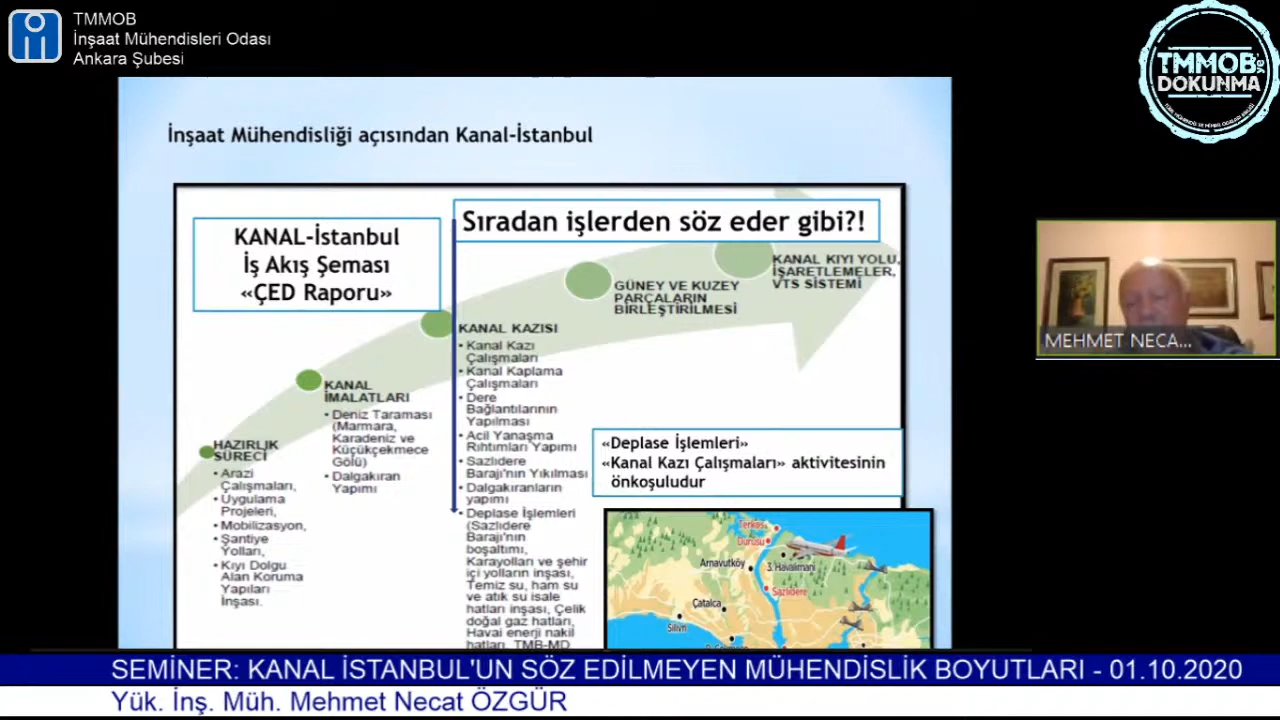 TMMOB
İnşaat Mühendisleri Odası
Ankara Şubesi
TMMOB
DOKUNMA
İnşaat Mühendisliği açısından Kanal-İstanbul
KANAL-İstanbul
İş Akış Şeması
«ÇED Raporu»
Sıradan işlerden söz eder gibi?!
HAZIRLIK
SÜRECİ
• Arazi
Çalışmaları,
• Uygulama
Projeleri,
• Mobilizasyon,
• Şantiye
Yolları,
• Kıyı Dolgu
Alan Koruma
Yapıları
İnşası.
KANAL
İMALATLARI
• Deniz Taraması
(Marmara,
Karadeniz ve
Küçükçekmece
Gölü)
• Dalgakıran
Yapımı
KANAL KAZISI
• Kanal Kazı
Çalışmaları
• Kanal Kaplama
Çalışmaları
• Dere
Bağlantılarının
Yapılması
• Acil Yanaşma
Rıhtımları Yapımı
• Sazlıdere
Barajı'nın Yıkılması
• Dalgakıranların
yapımı
• Deplase İşlemleri
(Sazlıdere
Barajı'nın
boşaltımı,
Karayolları ve şehir
içi yolların inşası,
Temiz su, ham su
ve atık su isale
hatları inşası, Çelik
doğal gaz hatları,
Havai enerji nakil
hatları, TMB-MD
GÜNEY VE KUZEY
PARÇALARIN
BİRLEŞTİRİLMESİ
KANAL KIYI YOLU,
İŞARETLEMELER,
VTS SİSTEMİ
«Deplase İşlemleri»
«Kanal Kazı Çalışmaları» aktivitesinin
önkoşuludur
Terkos
Durusu
Arnavutköy
3. Havalimanı
Sazlıdere
Çatalca
Silivri
MEHMET NECA...
SEMİNER: KANAL İSTANBUL'UN SÖZ EDİLMEYEN MÜHENDİSLİK BOYUTLARI - 01.10.2020
Yük. İnş. Müh. Mehmet Necat ÖZGÜR